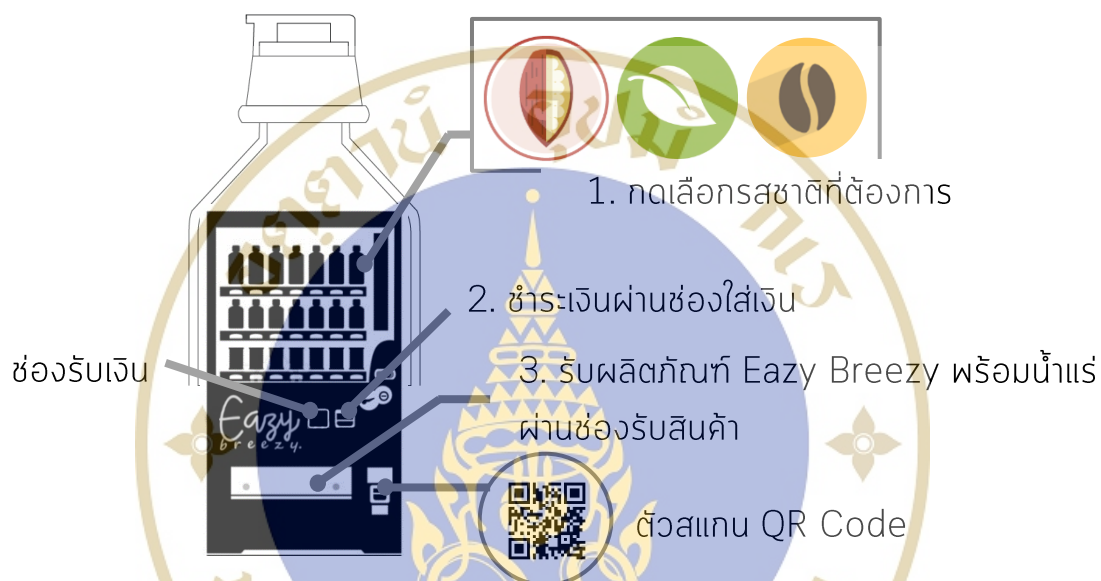 1. กดเลือกรสชาติที่ต้องการ
2. ชำระเงินผ่านช่องใส่เงิน
ช่องรับเงิน
3. รับผลิตภัณฑ์ Eazy Breezy พร้อมน้ำแร่
ผ่านช่องรับสินค้า
Eazy
breezy.
ตัวสแกน QR Code